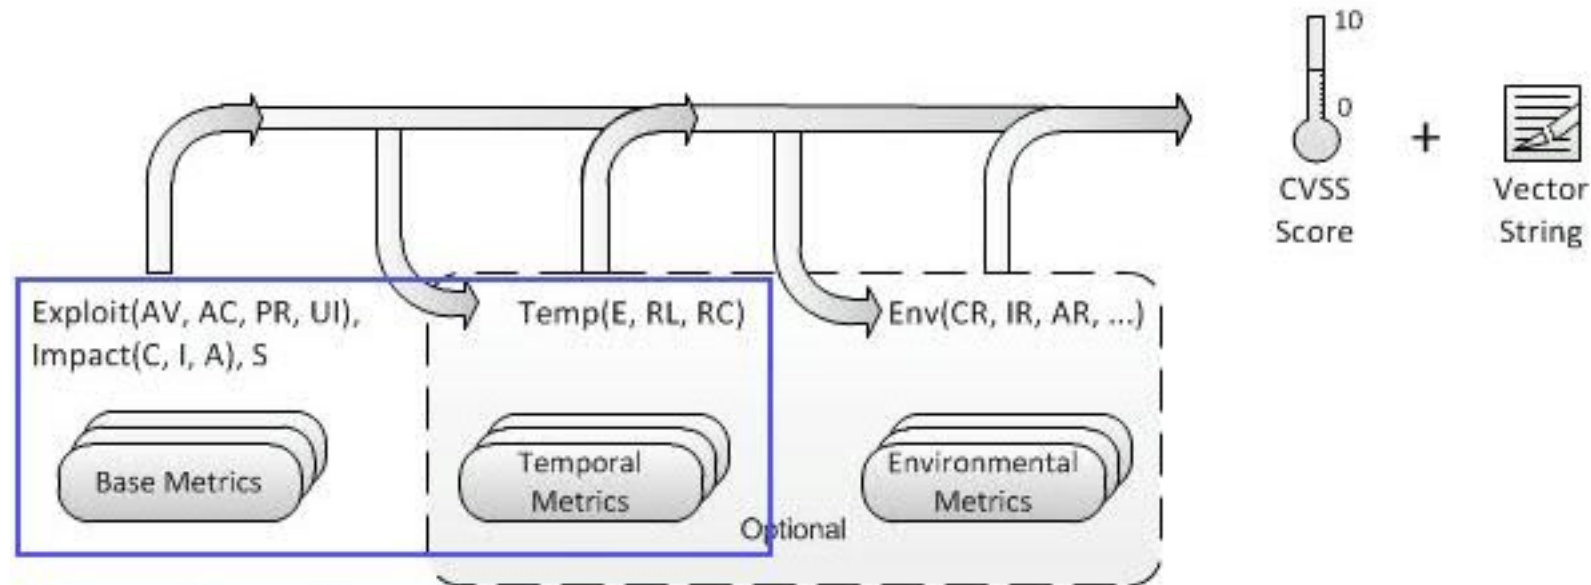 10
0
+
CVSS
Score
Vector
String
Exploit(AV, AC, PR, UI),
Impact(C, I, A), S
Temp(E, RL, RC)
Env(CR, IR, AR, ...)
Base Metrics
Temporal
Metrics
Environmental
Metrics
Optional